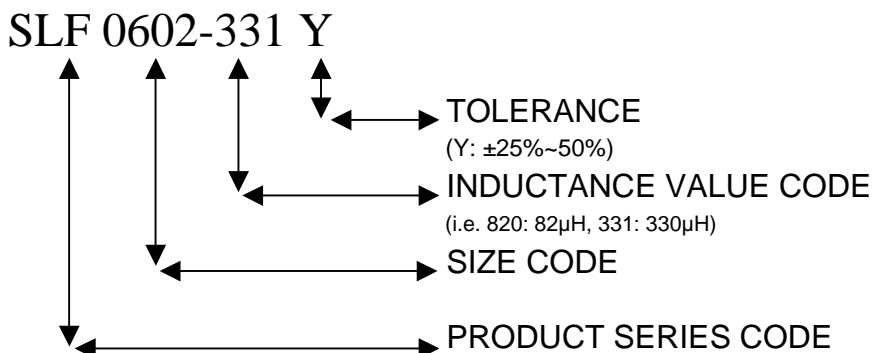 SLF 0602-331 Y
TOLERANCE
(Y: ±25%~50%)
INDUCTANCE VALUE CODE
(i.e. 820: 82µH, 331: 330µH)
SIZE CODE
PRODUCT SERIES CODE